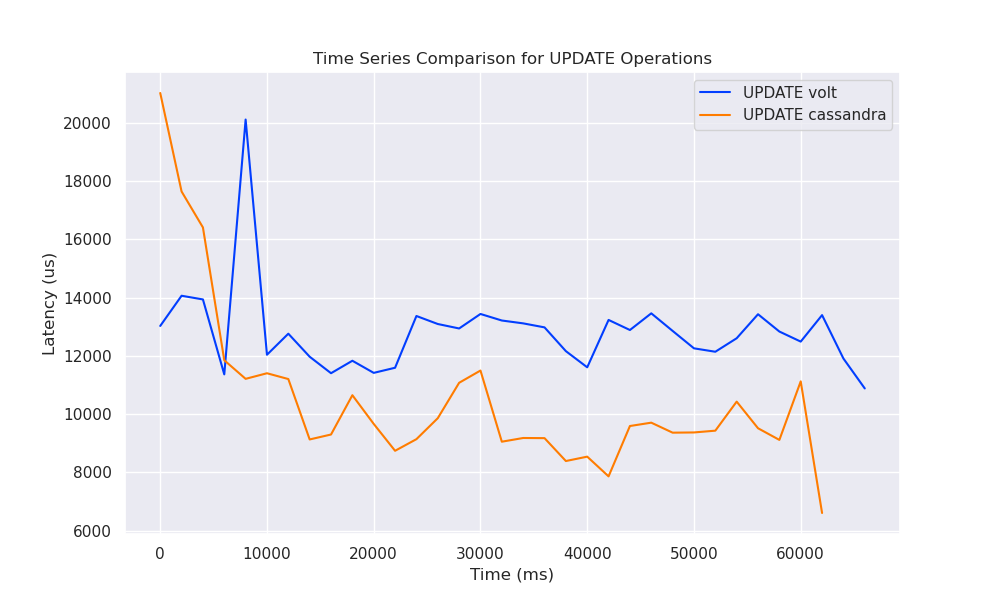 Time Series Comparison for UPDATE Operations
UPDATE volt
UPDATE cassandra
Latency (us)
20000
18000
16000
14000
12000
10000
8000
6000
0 10000 20000 30000 40000 50000 60000
Time (ms)